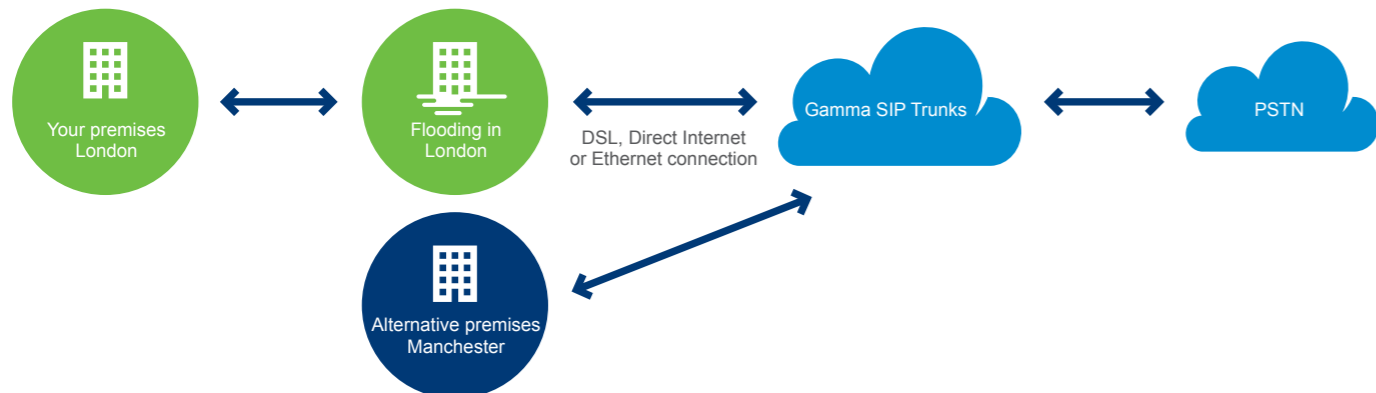 Your premises
London
Flooding in
London
DSL, Direct Internet
or Ethernet connection
Gamma SIP Trunks
PSTN
Alternative premises
Manchester